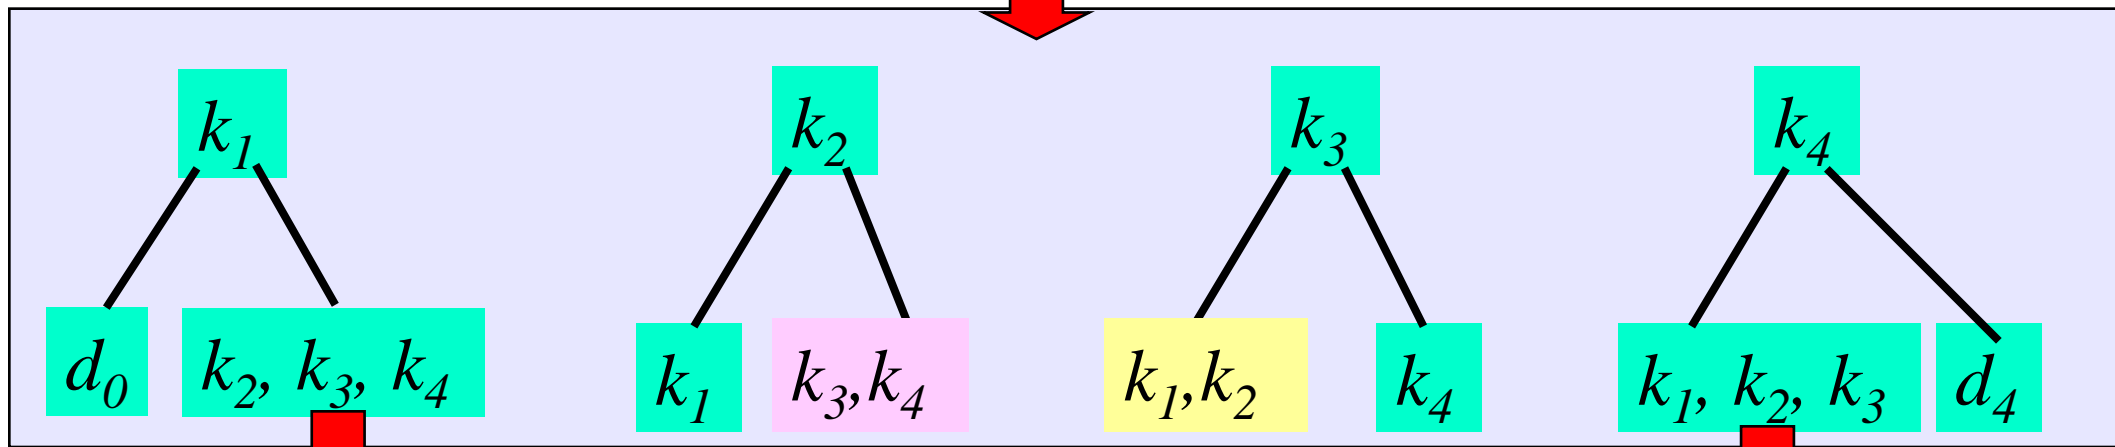 k₁ k₂ k₃ k₄
d₀ k₂, k₃, k₄ k₁ k₃,k₄ k₁,k₂ k₄ k₁, k₂, k₃ d₄